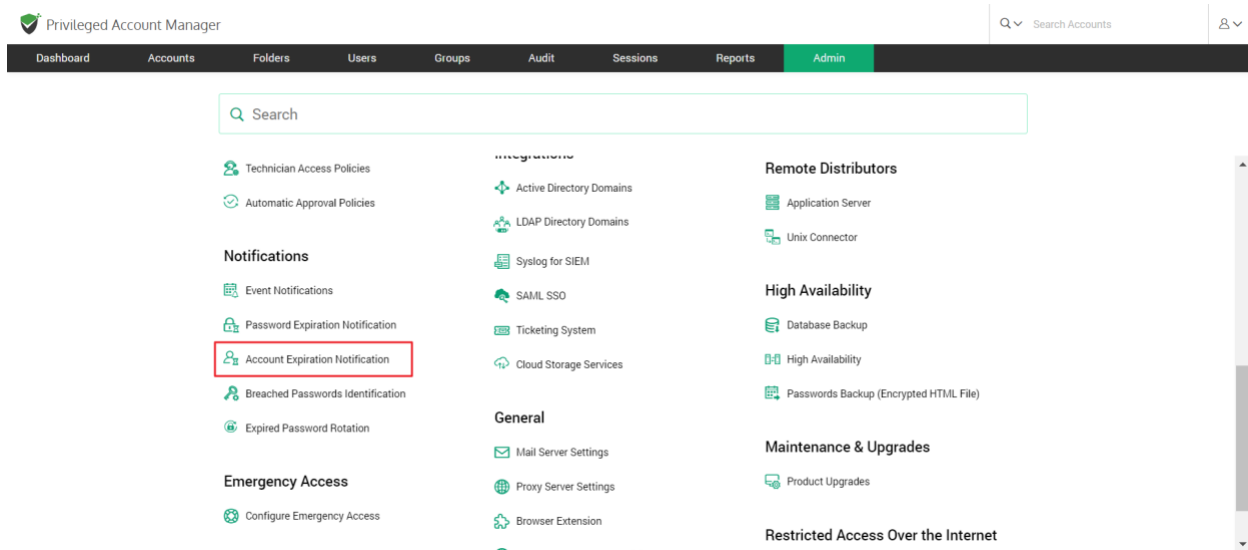 Privileged Account Manager
Search Accounts
Dashboard Accounts Folders Users Groups Audit Sessions Reports Admin
Search
Technician Access Policies
Automatic Approval Policies
Notifications
Event Notifications
Password Expiration Notification
Account Expiration Notification
Breached Passwords Identification
Expired Password Rotation
Emergency Access
Configure Emergency Access
Integrations
Active Directory Domains
LDAP Directory Domains
Syslog for SIEM
SAML SSO
Ticketing System
Cloud Storage Services
General
Mail Server Settings
Proxy Server Settings
Browser Extension
Remote Distributors
Application Server
Unix Connector
High Availability
Database Backup
High Availability
Passwords Backup (Encrypted HTML File)
Maintenance & Upgrades
Product Upgrades
Restricted Access Over the Internet